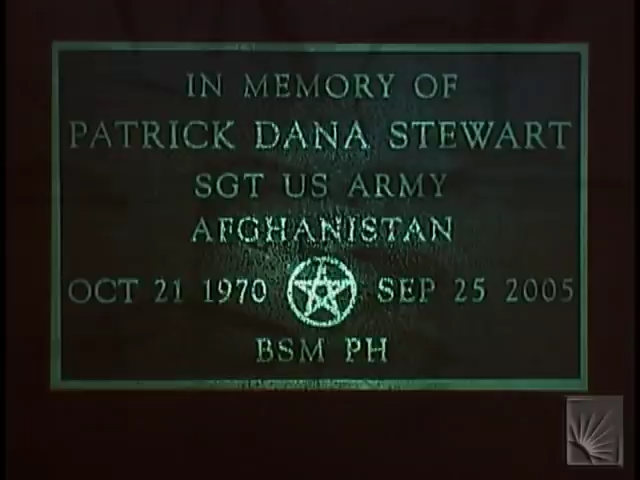 IN MEMORY OF
PATRICK DANA STEWART
SGT US ARMY
AFGHANISTAN
OCT 21 1970 SEP 25 2005
BSM PH